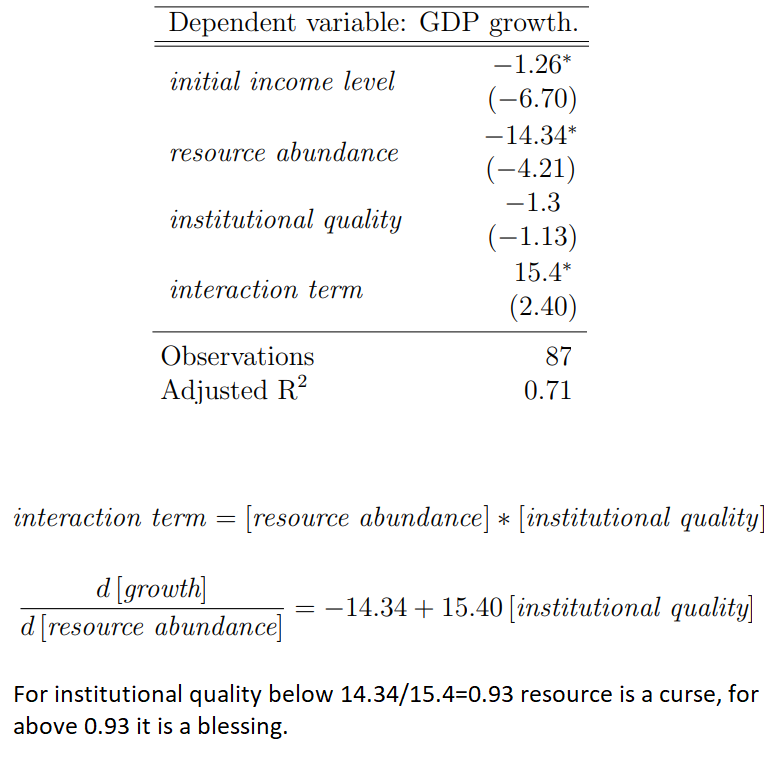 Dependent variable: GDP growth.
initial income level −1.26*
(−6.70)
resource abundance −14.34*
(−4.21)
institutional quality −1.3
(−1.13)
interaction term 15.4*
(2.40)
Observations 87
Adjusted R² 0.71
interaction term = [resource abundance] * [institutional quality]
d [growth] / d [resource abundance] = −14.34 + 15.40 [institutional quality]
For institutional quality below 14.34/15.4=0.93 resource is a curse, for
above 0.93 it is a blessing.